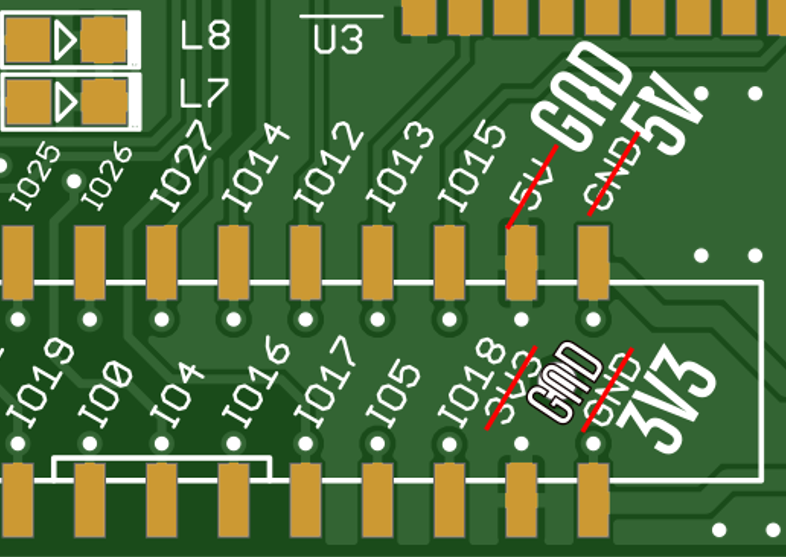 L8
U3
L7
GND
5V
IO25
IO26
IO27
IO14
IO12
IO13
IO15
5V
GND
IO19
IO0
IO4
IO16
IO17
IO5
IO18
3V3
GND
GND
3V3